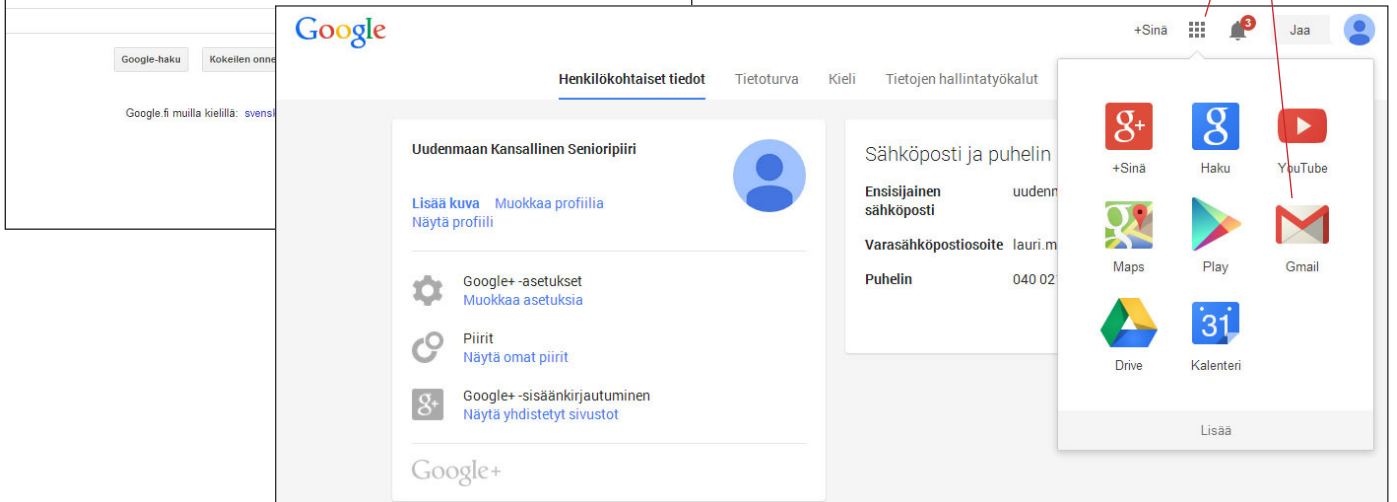 Google-haku Kokeilen onne
Google.fi muilla kielillä: svensk
Google
+Sinä 3 Jaa
Henkilökohtaiset tiedot Tietoturva Kieli Tietojen hallintatyökalut
Uudenmaan Kansallinen Senioripiiri
Lisää kuva Muokkaa profiilia
Näytä profiili
Google+ -asetukset
Muokkaa asetuksia
Piirit
Näytä omat piirit
g+ Google+ -sisäänkirjautuminen
Näytä yhdistetyt sivustot
Google+
Sähköposti ja puhelin
Ensisijainen sähköposti uudenm
Varasähköpostiosoite lauri.m
Puhelin 040 02
g+ g
+Sinä Haku YouTube
g
Maps Play Gmail
31
Drive Kalenteri
Lisää